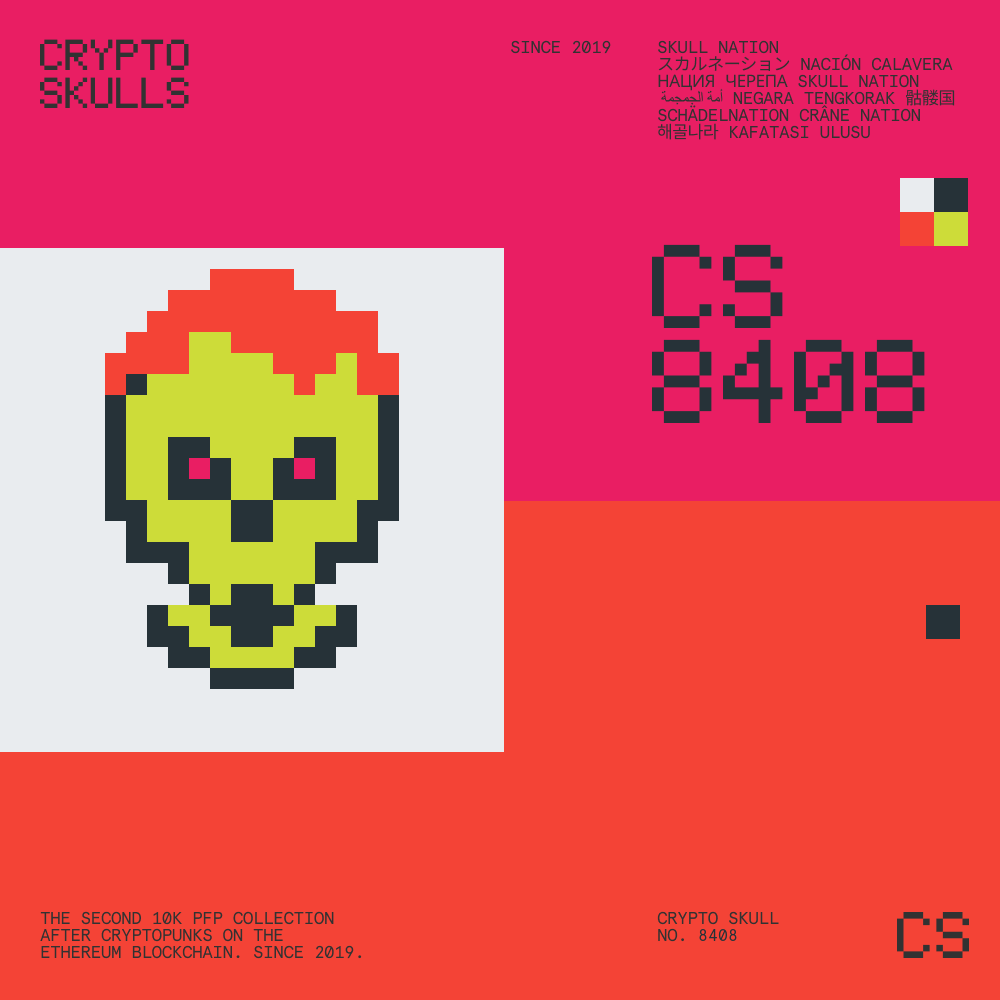 CRYPTO
SKULLS
SINCE 2019
SKULL NATION
スカルネーション NACIÓN CALAVERA
НАЦИЯ ЧЕРЕПА SKULL NATION
أمة الجمجمة NEGARA TENGKORAK 骷髅国
SCHÄDELNATION CRÂNE NATION
해골나라 KAFATASI ULUSU
CS
8408
THE SECOND 10K PFP COLLECTION
AFTER CRYPTOPUNKS ON THE
ETHEREUM BLOCKCHAIN. SINCE 2019.
CRYPTO SKULL
NO. 8408
CS